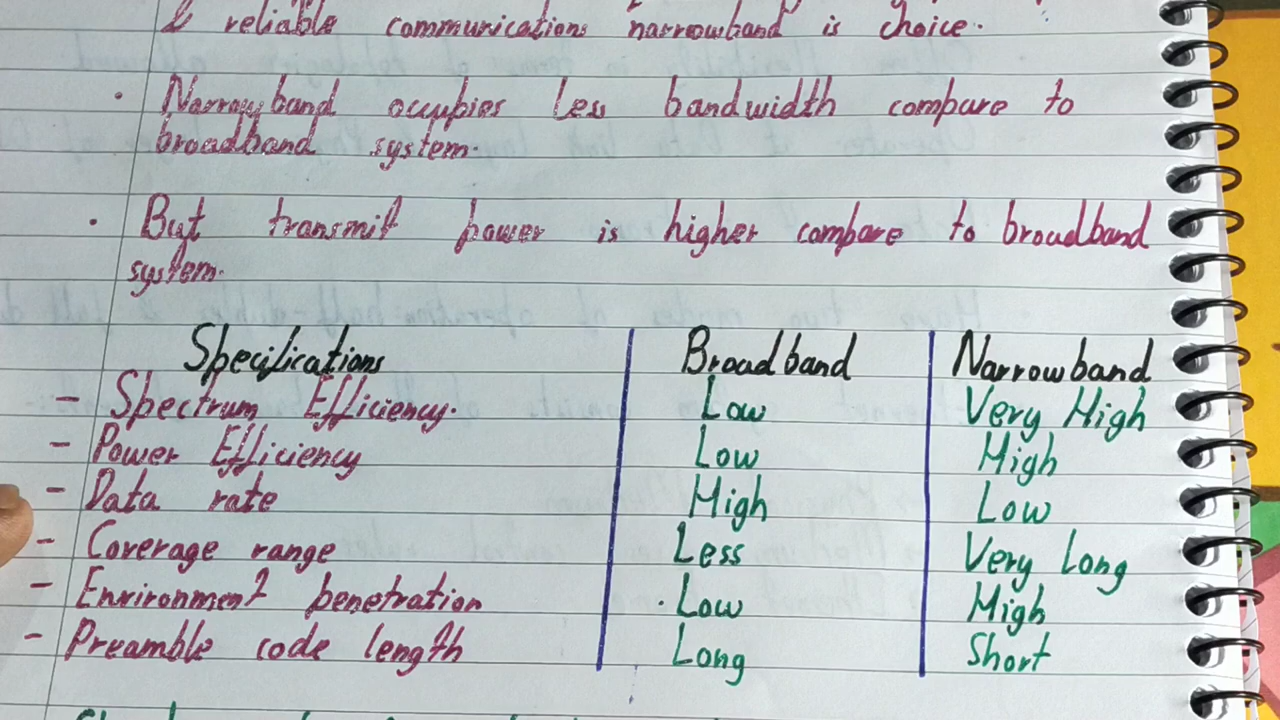 & reliable communications narrowband is choice.
· Narrowband occupies less bandwidth compare to
broadband system.
· But transmit power is higher compare to broadband
system.
Specifications Broadband Narrowband
- Spectrum Efficiency. Low Very High
- Power Efficiency Low High
- Data rate High Low
- Coverage range Less Very Long
- Environment penetration Low High
- Preamble code length Long Short